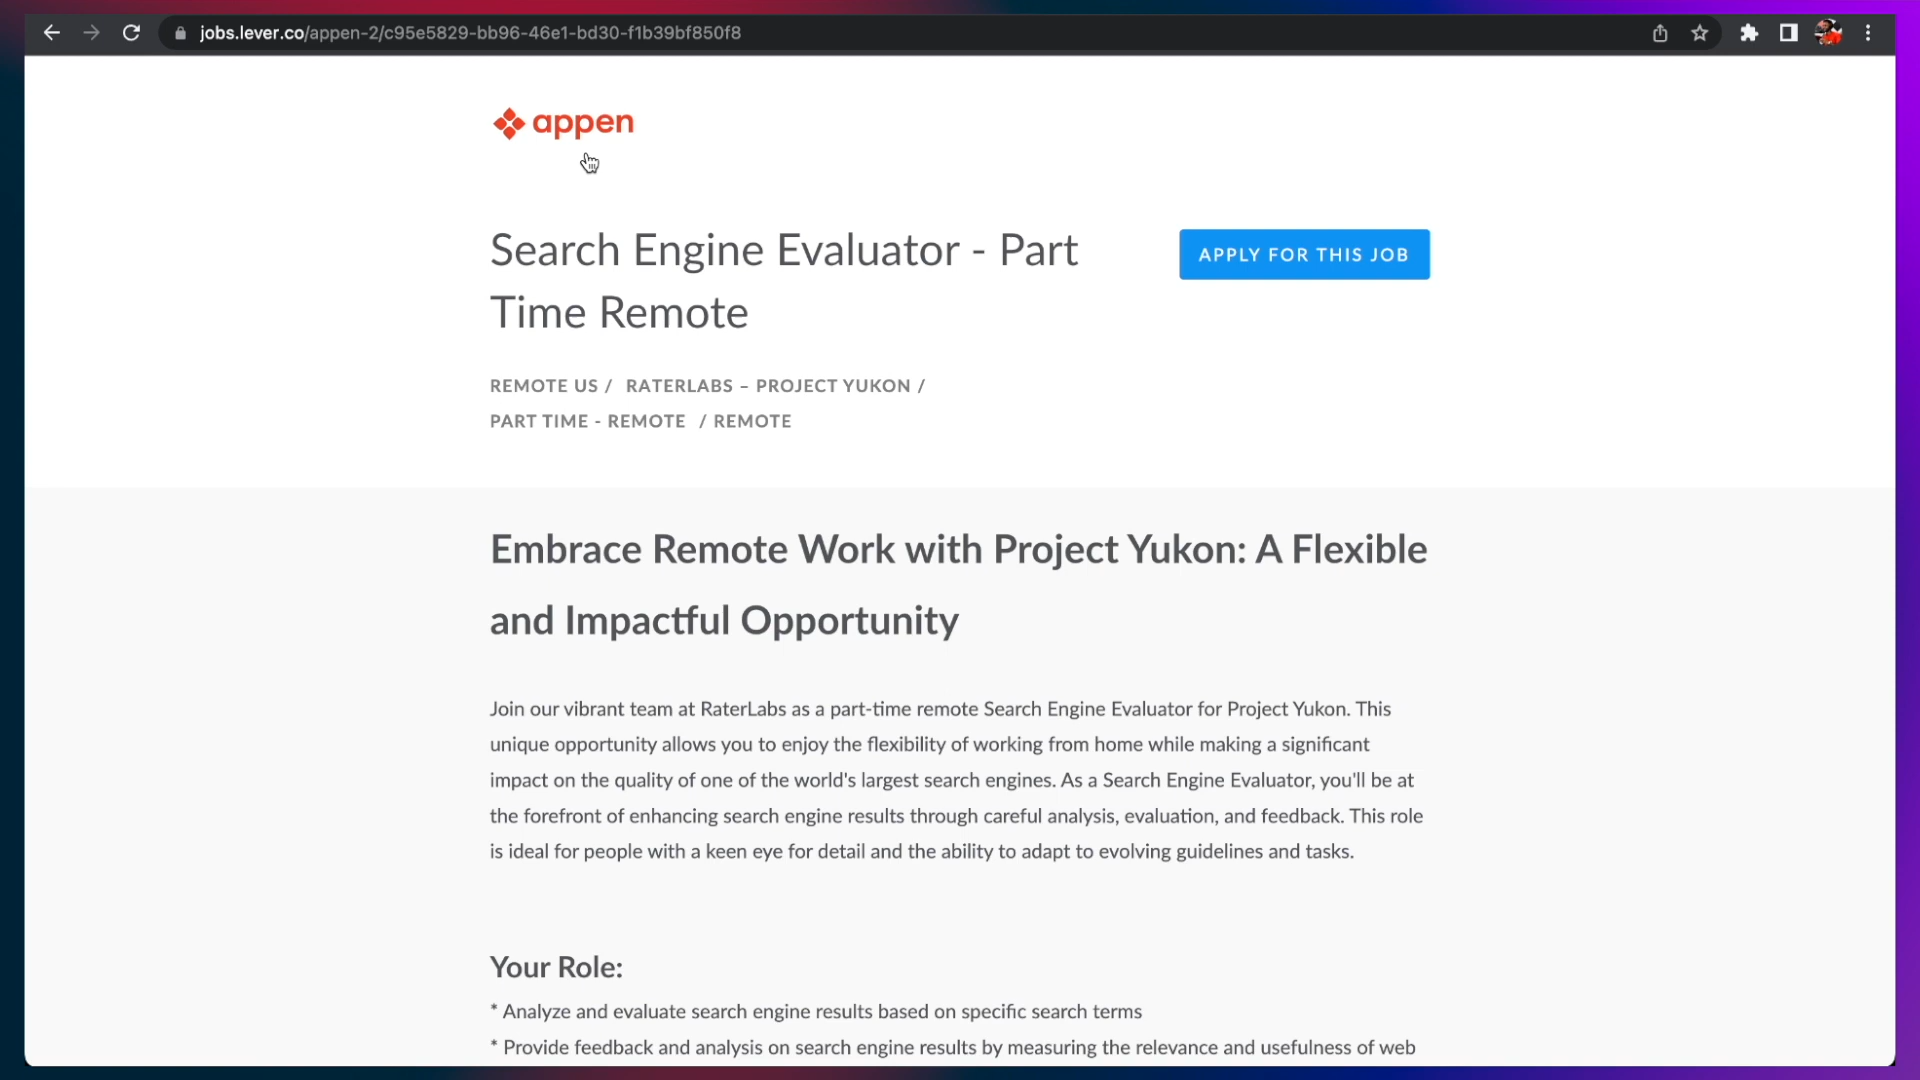 jobs.lever.co/appen-2/c95e5829-bb96-46e1-bd30-f1b39bf850f8
appen
Search Engine Evaluator - Part
Time Remote
APPLY FOR THIS JOB
REMOTE US / RATERLABS – PROJECT YUKON /
PART TIME - REMOTE / REMOTE
Embrace Remote Work with Project Yukon: A Flexible
and Impactful Opportunity
Join our vibrant team at RaterLabs as a part-time remote Search Engine Evaluator for Project Yukon. This
unique opportunity allows you to enjoy the flexibility of working from home while making a significant
impact on the quality of one of the world's largest search engines. As a Search Engine Evaluator, you'll be at
the forefront of enhancing search engine results through careful analysis, evaluation, and feedback. This role
is ideal for people with a keen eye for detail and the ability to adapt to evolving guidelines and tasks.
Your Role:
* Analyze and evaluate search engine results based on specific search terms
* Provide feedback and analysis on search engine results by measuring the relevance and usefulness of web